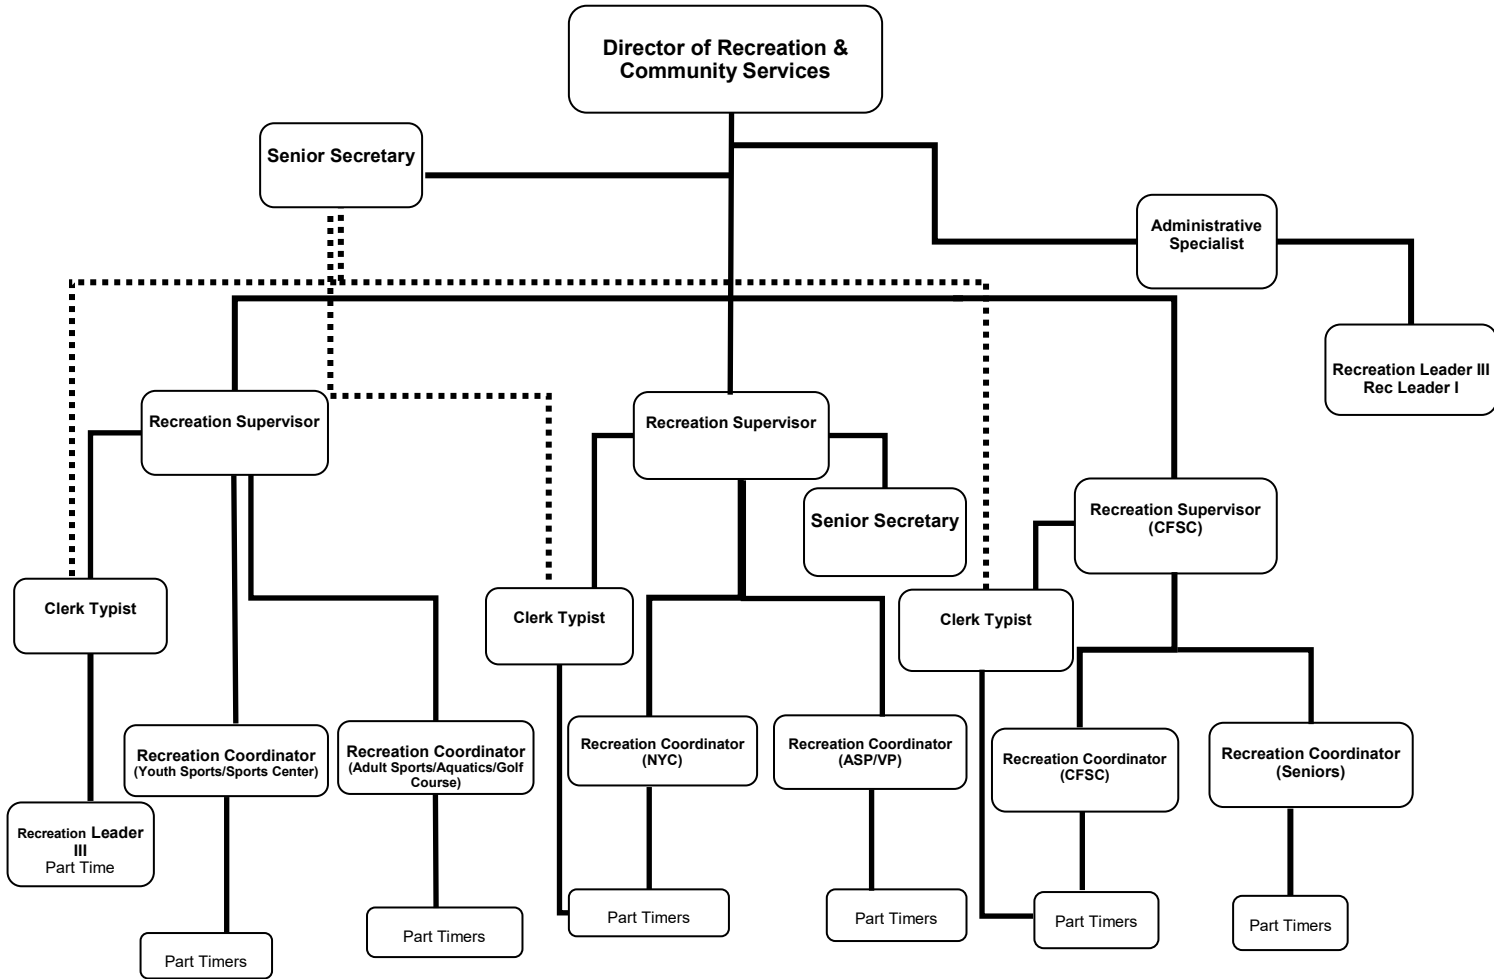 Director of Recreation &
Community Services
Senior Secretary
Administrative
Specialist
Recreation Leader III
Rec Leader I
Recreation Supervisor
Recreation Supervisor
Senior Secretary
Recreation Supervisor
(CFSC)
Clerk Typist
Clerk Typist
Clerk Typist
Recreation Coordinator
(Youth Sports/Sports Center)
Recreation Coordinator
(Adult Sports/Aquatics/Golf
Course)
Recreation Coordinator
(NYC)
Recreation Coordinator
(ASP/VP)
Recreation Coordinator
(CFSC)
Recreation Coordinator
(Seniors)
Recreation Leader
III
Part Time
Part Timers
Part Timers
Part Timers
Part Timers
Part Timers
Part Timers